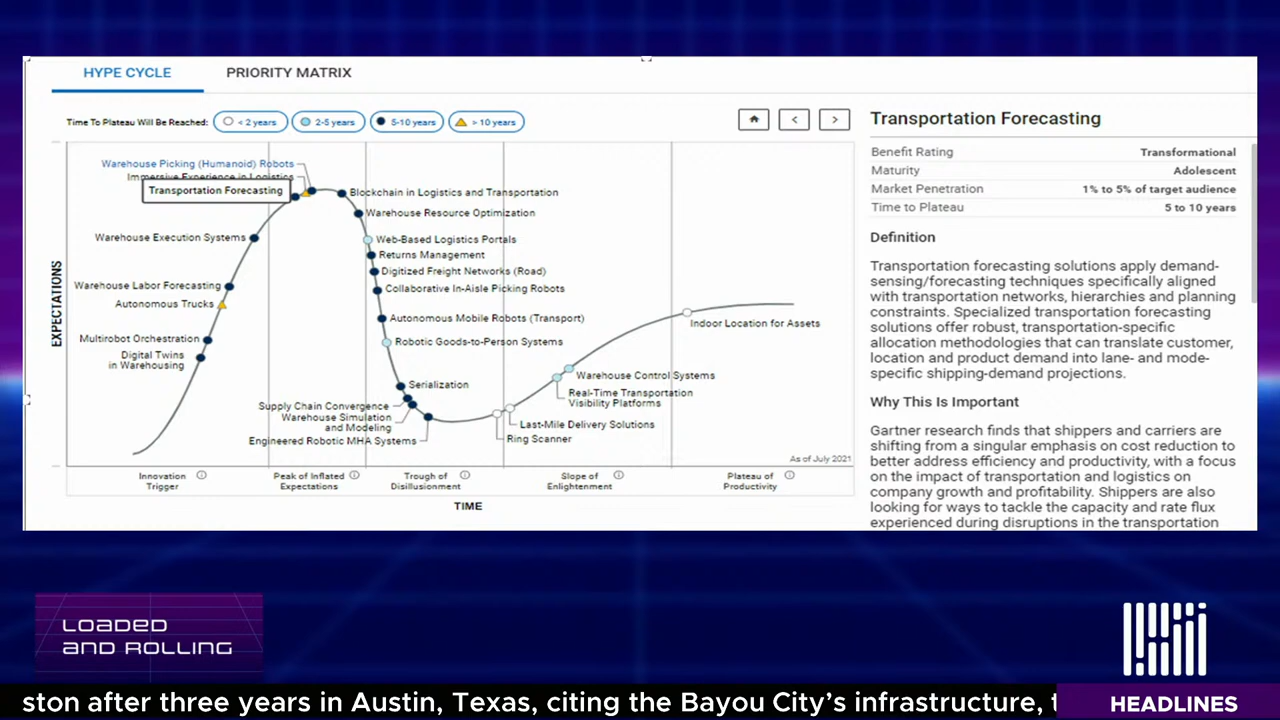 HYPE CYCLE
PRIORITY MATRIX
Time To Plateau Will Be Reached:
< 2 years
2-5 years
5-10 years
> 10 years
Warehouse Picking (Humanoid) Robots
Immersive Experience in Logistics
Transportation Forecasting
Warehouse Execution Systems
Warehouse Labor Forecasting
Autonomous Trucks
Multirobot Orchestration
Digital Twins
in Warehousing
Blockchain in Logistics and Transportation
Warehouse Resource Optimization
Web-Based Logistics Portals
Returns Management
Digitized Freight Networks (Road)
Collaborative In-Aisle Picking Robots
Autonomous Mobile Robots (Transport)
Robotic Goods-to-Person Systems
Serialization
Supply Chain Convergence
Warehouse Simulation
and Modeling
Engineered Robotic MHA Systems
Indoor Location for Assets
Warehouse Control Systems
Real-Time Transportation
Visibility Platforms
Last-Mile Delivery Solutions
Ring Scanner
As of July 2021
EXPECTATIONS
Innovation
Trigger
Peak of Inflated
Expectations
Trough of
Disillusionment
Slope of
Enlightenment
Plateau of
Productivity
TIME
Transportation Forecasting
Benefit Rating Transformational
Maturity Adolescent
Market Penetration 1% to 5% of target audience
Time to Plateau 5 to 10 years
Definition
Transportation forecasting solutions apply demand-
sensing/forecasting techniques specifically aligned
with transportation networks, hierarchies and planning
constraints. Specialized transportation forecasting
solutions offer robust, transportation-specific
allocation methodologies that can translate customer,
location and product demand into lane- and mode-
specific shipping-demand projections.
Why This Is Important
Gartner research finds that shippers and carriers are
shifting from a singular emphasis on cost reduction to
better address efficiency and productivity, with a focus
on the impact of transportation and logistics on
company growth and profitability. Shippers are also
looking for ways to tackle the capacity and rate flux
experienced during disruptions in the transportation
LOADED
AND ROLLING
ston after three years in Austin, Texas, citing the Bayou City's infrastructure, t
HEADLINES